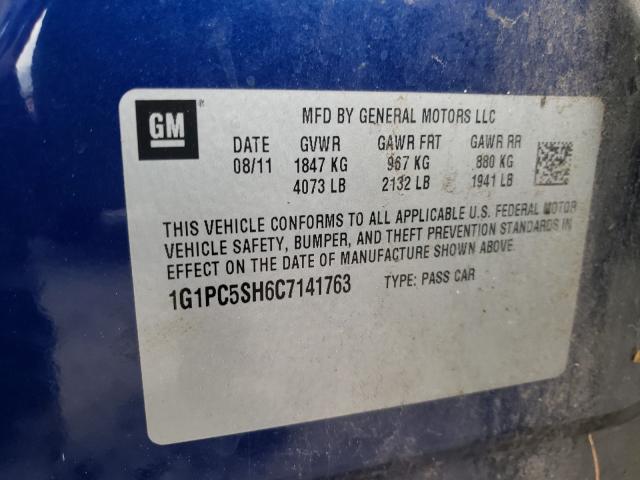 GM
MFD BY GENERAL MOTORS LLC
DATE GVWR GAWR FRT GAWR RR
08/11 1847 KG 967 KG 880 KG
4073 LB 2132 LB 1941 LB
THIS VEHICLE CONFORMS TO ALL APPLICABLE U.S. FEDERAL MOTOR
VEHICLE SAFETY, BUMPER, AND THEFT PREVENTION STANDARDS IN
EFFECT ON THE DATE OF MANUFACTURE SHOWN ABOVE.
1G1PC5SH6C7141763 TYPE: PASS CAR